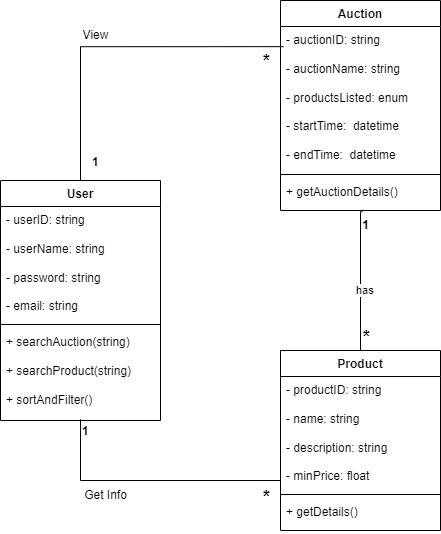 Auction
- auctionID: string
- auctionName: string
- productsListed: enum
- startTime:  datetime
- endTime:  datetime
+ getAuctionDetails()
View
*
1
User
- userID: string
- userName: string
- password: string
- email: string
+ searchAuction(string)
+ searchProduct(string)
+ sortAndFilter()
1
has
*
1
Get Info
*
Product
- productID: string
- name: string
- description: string
- minPrice: float
+ getDetails()